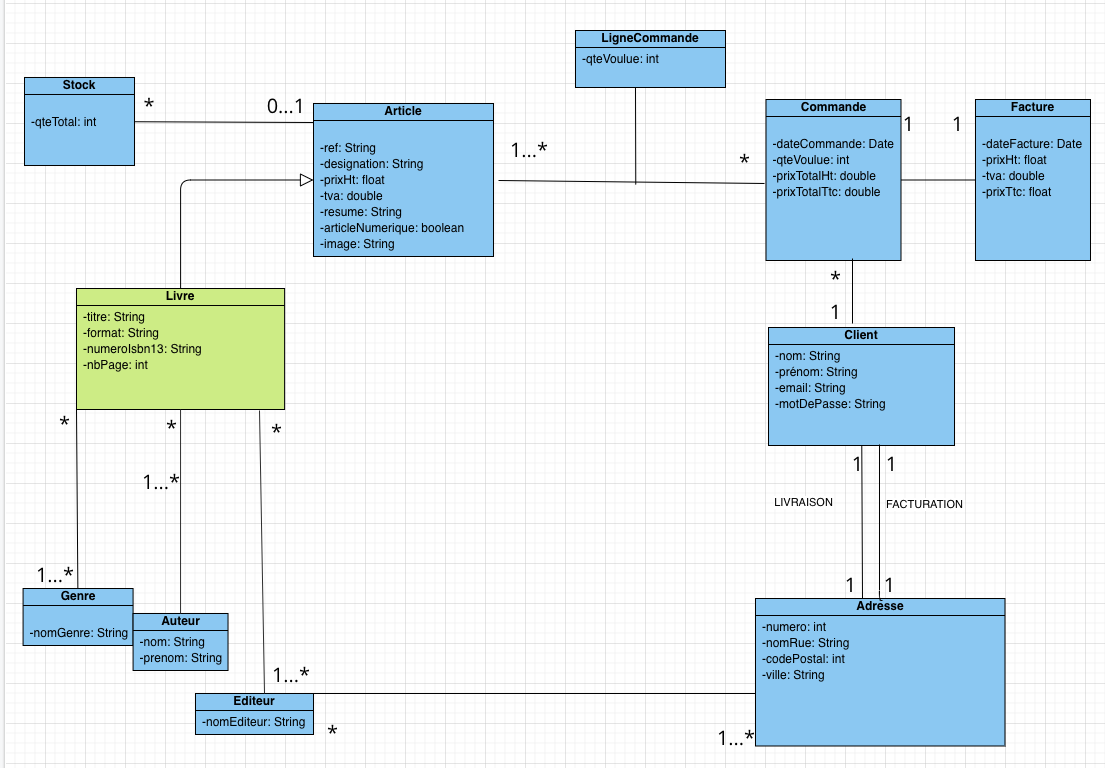 LigneCommande
-qteVoulue: int
Stock
-qteTotal: int
*
0...1
Article
-ref: String
-designation: String
-prixHt: float
-tva: double
-resume: String
-articleNumerique: boolean
-image: String
1...*
*
Commande
-dateCommande: Date
-qteVoulue: int
-prixTotalHt: double
-prixTotalTtc: double
1
1
Facture
-dateFacture: Date
-prixHt: float
-tva: double
-prixTtc: float
*
1
Livre
-titre: String
-format: String
-numeroIsbn13: String
-nbPage: int
Client
-nom: String
-prénom: String
-email: String
-motDePasse: String
*
*
*
1
1
1...*
LIVRAISON
FACTURATION
1...*
1
1
Genre
-nomGenre: String
Auteur
-nom: String
-prenom: String
Adresse
-numero: int
-nomRue: String
-codePostal: int
-ville: String
1...*
Editeur
-nomEditeur: String
*
1...*